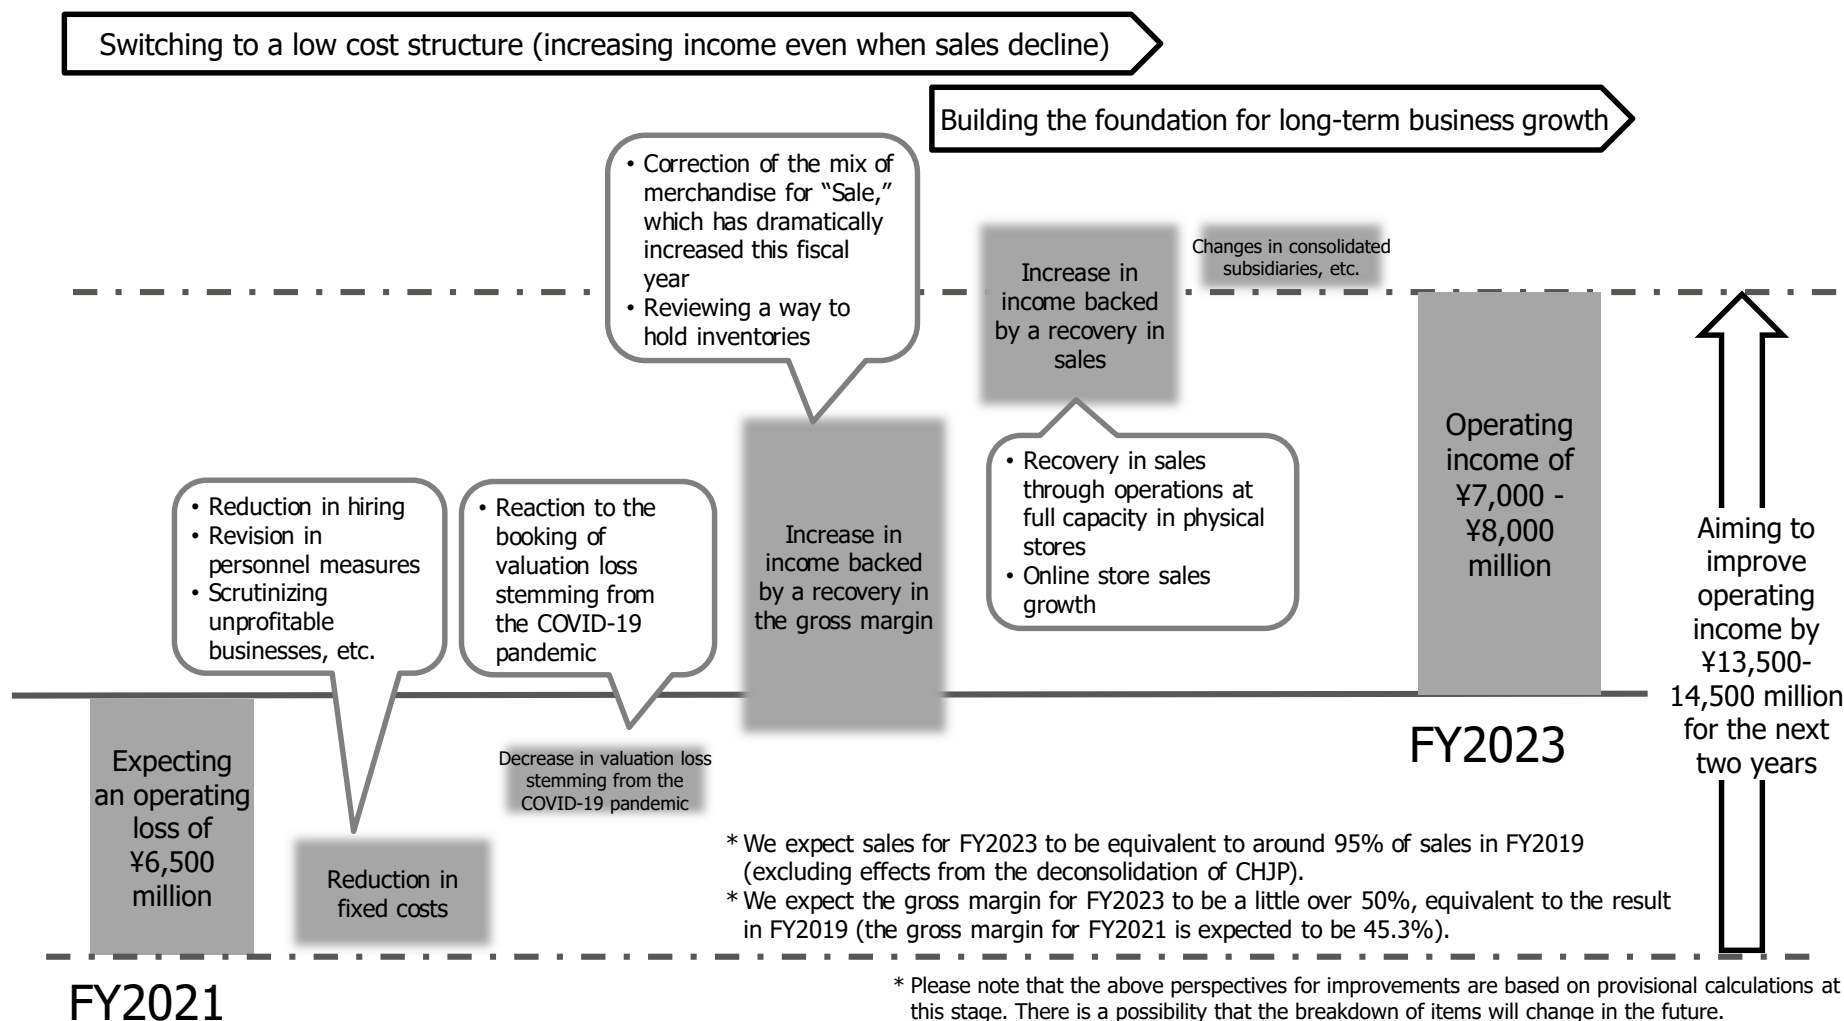 Switching to a low cost structure (increasing income even when sales decline)
Building the foundation for long-term business growth
• Correction of the mix of
merchandise for “Sale,”
which has dramatically
increased this fiscal
year
• Reviewing a way to
hold inventories
Changes in consolidated
subsidiaries, etc.
Increase in
income backed
by a recovery in
sales
• Reduction in hiring
• Revision in
personnel measures
• Scrutinizing
unprofitable
businesses, etc.
• Reaction to the
booking of
valuation loss
stemming from
the COVID-19
pandemic
Increase in
income backed
by a recovery in
the gross margin
• Recovery in sales
through operations at
full capacity in physical
stores
• Online store sales
growth
Operating
income of
¥7,000 -
¥8,000
million
Aiming to
improve
operating
income by
¥13,500-
14,500 million
for the next
two years
Expecting
an operating
loss of
¥6,500
million
Reduction in
fixed costs
Decrease in valuation loss
stemming from the
COVID-19 pandemic
FY2023
* We expect sales for FY2023 to be equivalent to around 95% of sales in FY2019
(excluding effects from the deconsolidation of CHJP).
* We expect the gross margin for FY2023 to be a little over 50%, equivalent to the result
in FY2019 (the gross margin for FY2021 is expected to be 45.3%).
FY2021
* Please note that the above perspectives for improvements are based on provisional calculations at
this stage. There is a possibility that the breakdown of items will change in the future.